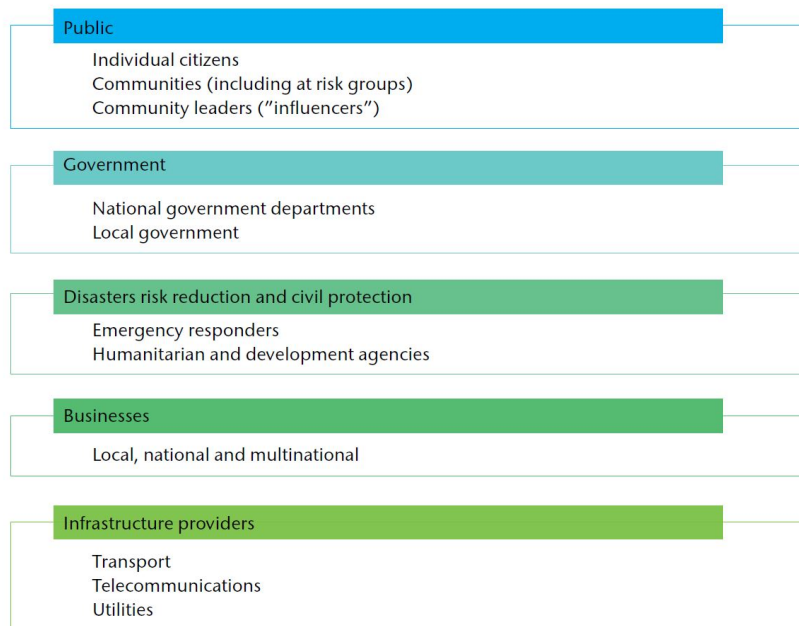 Public
Individual citizens
Communities (including at risk groups)
Community leaders (”influencers”)
Government
National government departments
Local government
Disasters risk reduction and civil protection
Emergency responders
Humanitarian and development agencies
Businesses
Local, national and multinational
Infrastructure providers
Transport
Telecommunications
Utilities